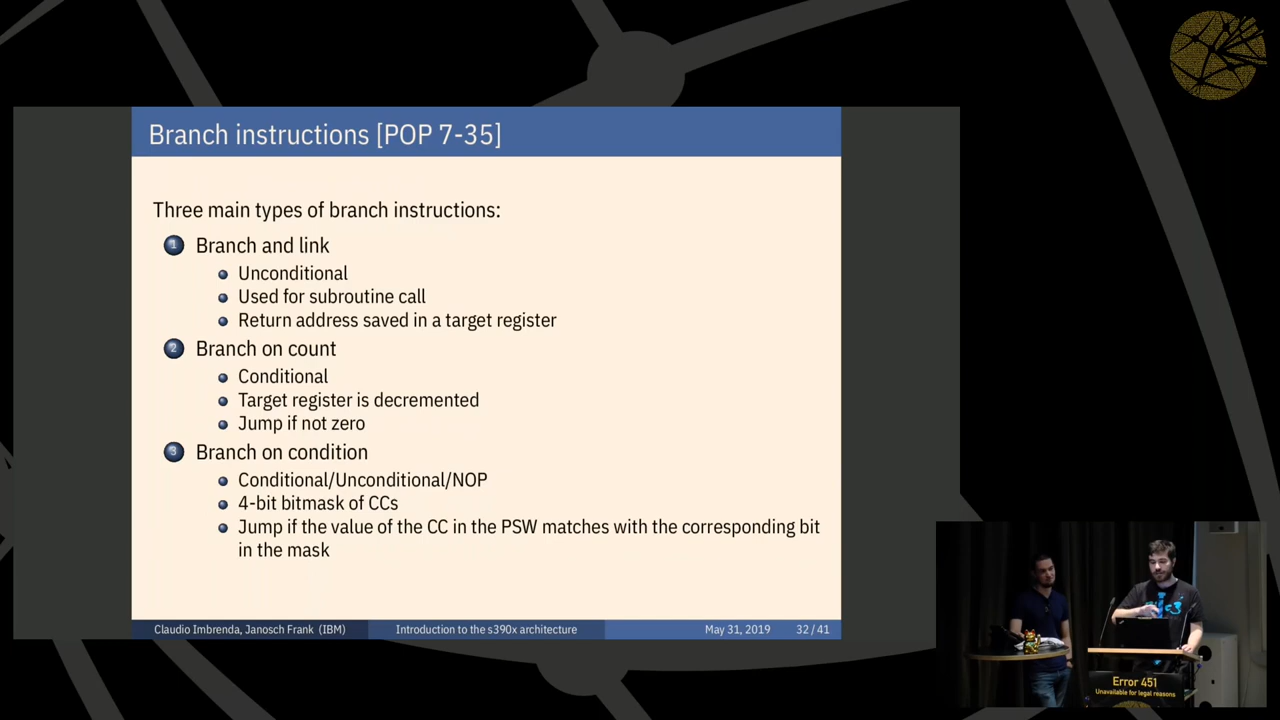 Branch instructions [POP 7-35]
Three main types of branch instructions:
1 Branch and link
Unconditional
Used for subroutine call
Return address saved in a target register
2 Branch on count
Conditional
Target register is decremented
Jump if not zero
3 Branch on condition
Conditional/Unconditional/NOP
4-bit bitmask of CCs
Jump if the value of the CC in the PSW matches with the corresponding bit
in the mask
Claudio Imbrenda, Janosch Frank (IBM) Introduction to the s390x architecture May 31, 2019 32 / 41
Error 451
Unavailable for legal reasons